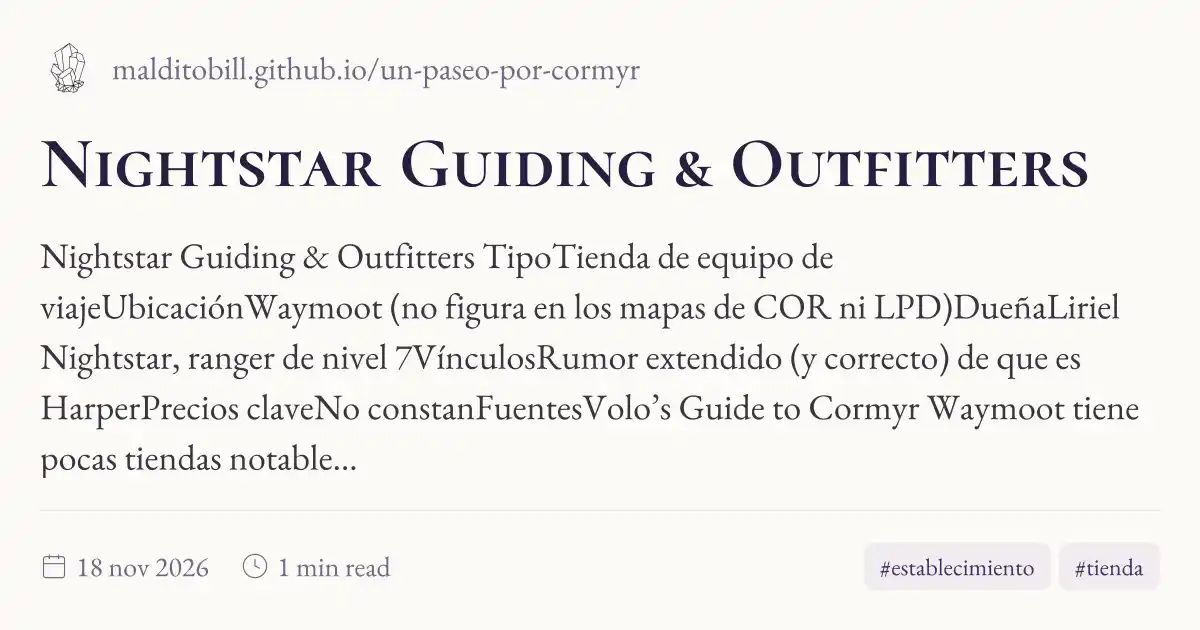 malditobill.github.io/un-paseo-por-cormyr
Nightstar Guiding & Outfitters
Nightstar Guiding & Outfitters TipoTienda de equipo de
viajeUbicaciónWaymoot (no figura en los mapas de COR ni LPD)DueñaLiriel
Nightstar, ranger de nivel 7VínculosRumor extendido (y correcto) de que es
HarperPrecios claveNo constanFuentesVolo’s Guide to Cormyr Waymoot tiene
pocas tiendas notable...
18 nov 2026 1 min read #establecimiento #tienda